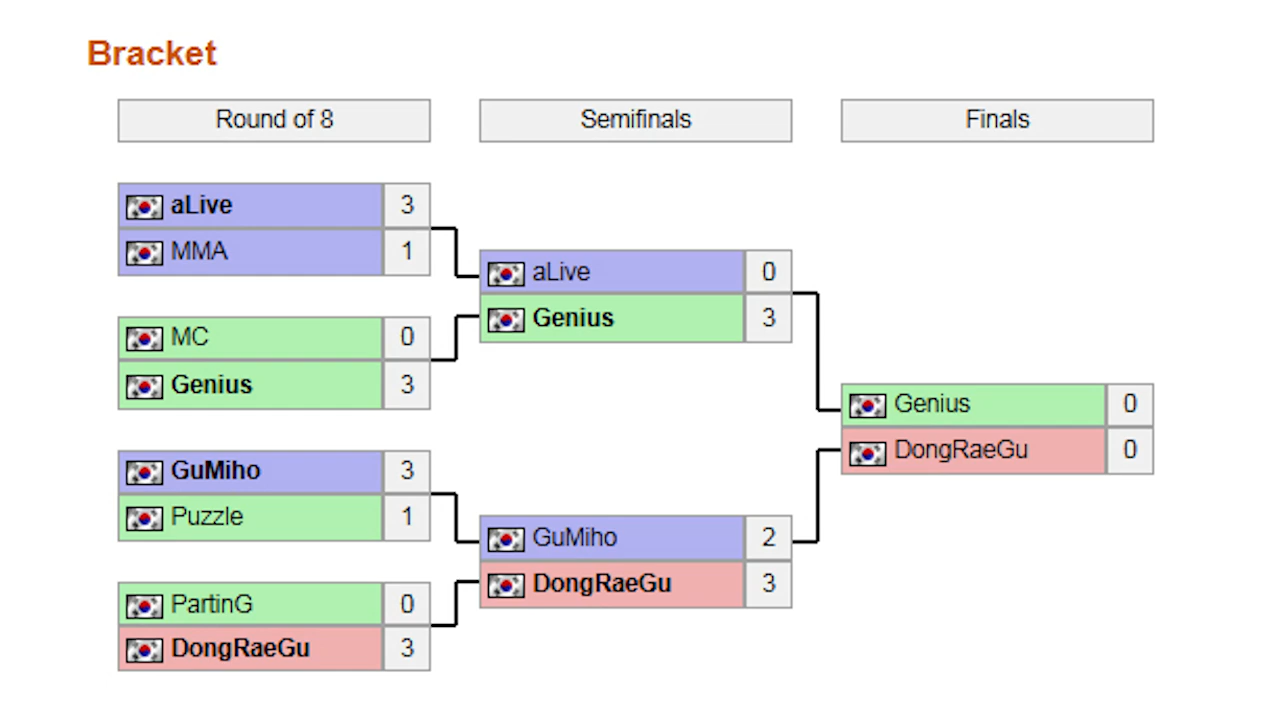 Bracket
Round of 8
Semifinals
Finals
aLive 3
MMA 1
MC 0
Genius 3
GuMiho 3
Puzzle 1
PartinG 0
DongRaeGu 3
aLive 0
Genius 3
GuMiho 2
DongRaeGu 3
Genius 0
DongRaeGu 0